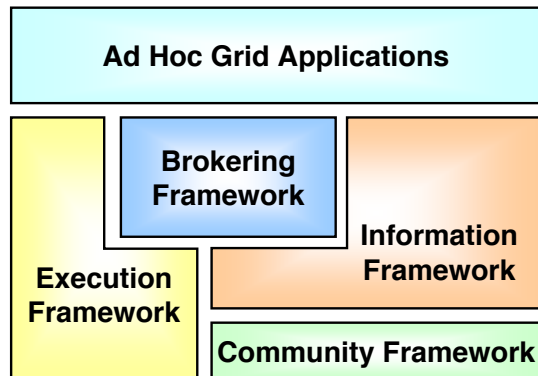 Ad Hoc Grid Applications
Brokering
Framework
Information
Framework
Execution
Framework
Community Framework